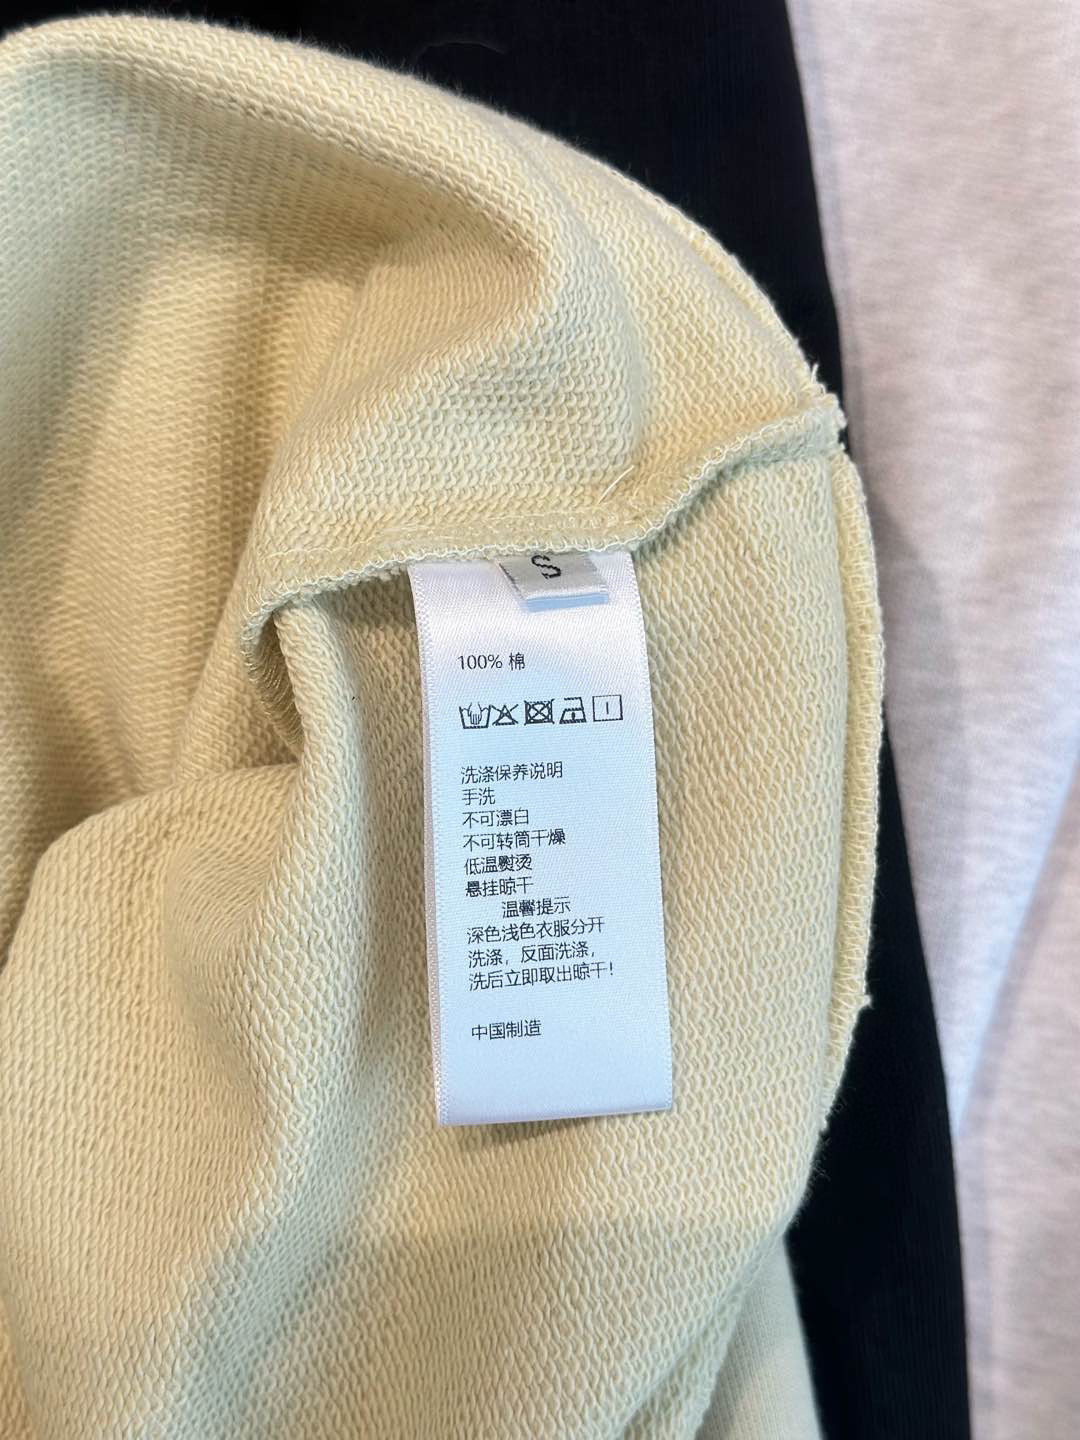 S
100% 棉
洗涤保养说明
手洗
不可漂白
不可转筒干燥
低温熨烫
悬挂晾干
温馨提示
深色浅色衣服分开
洗涤，反面洗涤，
洗后立即取出晾干！
中国制造